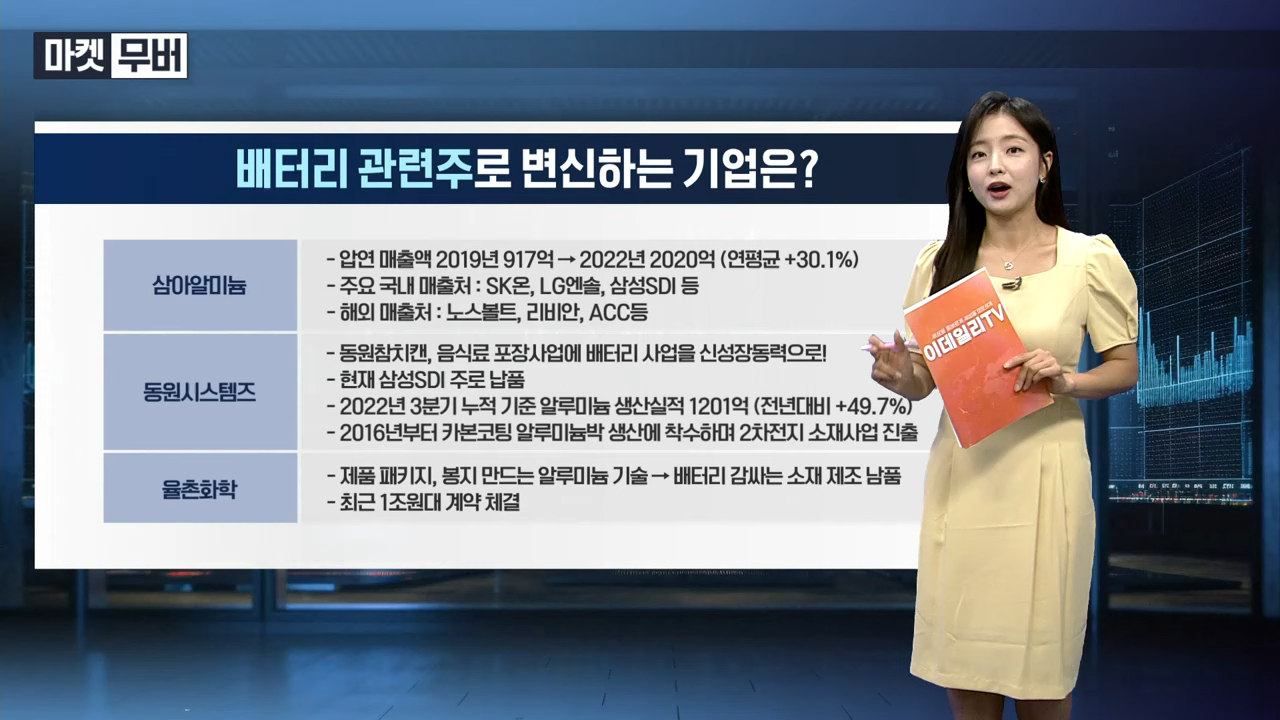 마켓 무버
배터리 관련주로 변신하는 기업은?
삼아알미늄
- 압연 매출액 2019년 917억 → 2022년 2020억 (연평균 +30.1%)
- 주요 국내 매출처 : SK온, LG엔솔, 삼성SDI 등
- 해외 매출처 : 노스볼트, 리비안, ACC등
동원시스템즈
- 동원참치캔, 음식료 포장사업에 배터리 사업을 신성장동력으로!
- 현재 삼성SDI 주로 납품
- 2022년 3분기 누적 기준 알루미늄 생산실적 1201억 (전년대비 +49.7%)
- 2016년부터 카본코팅 알루미늄박 생산에 착수하며 2차전지 소재사업 진출
율촌화학
- 제품 패키지, 봉지 만드는 알루미늄 기술 → 배터리 감싸는 소재 제조 납품
- 최근 1조원대 계약 체결
이데일리TV